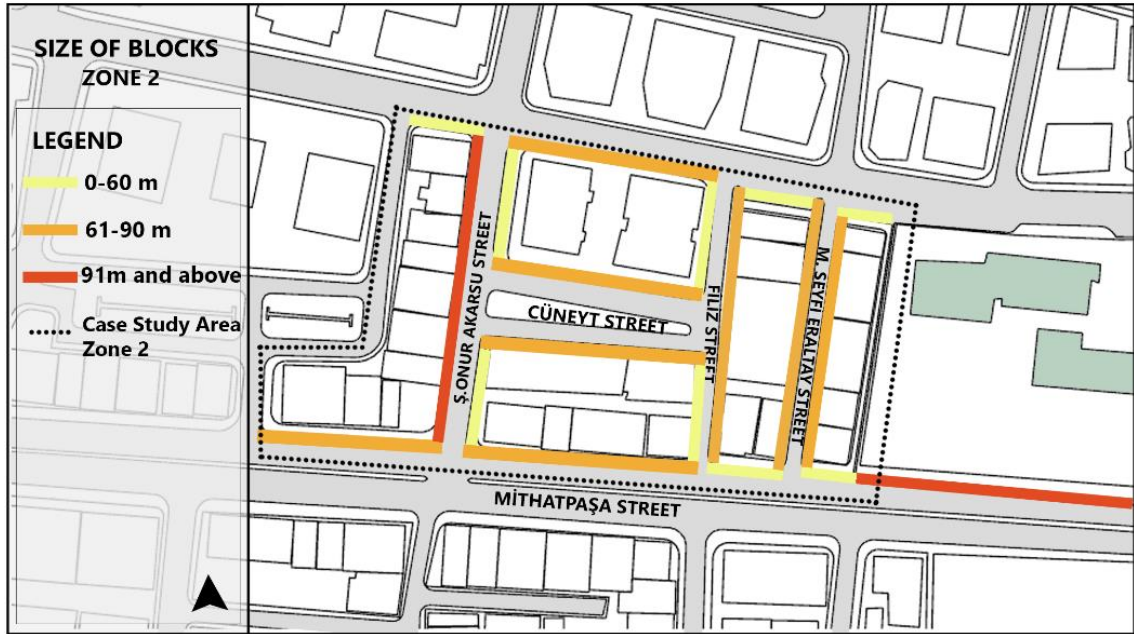 SIZE OF BLOCKS
ZONE 2
LEGEND
0-60 m
61-90 m
91m and above
Case Study Area
Zone 2
Ş.ONUR AKARSU STREET
CÜNEYT STREET
FİLİZ STREET
M. SEYFİ ERALTAY STREET
MİTHATPAŞA STREET